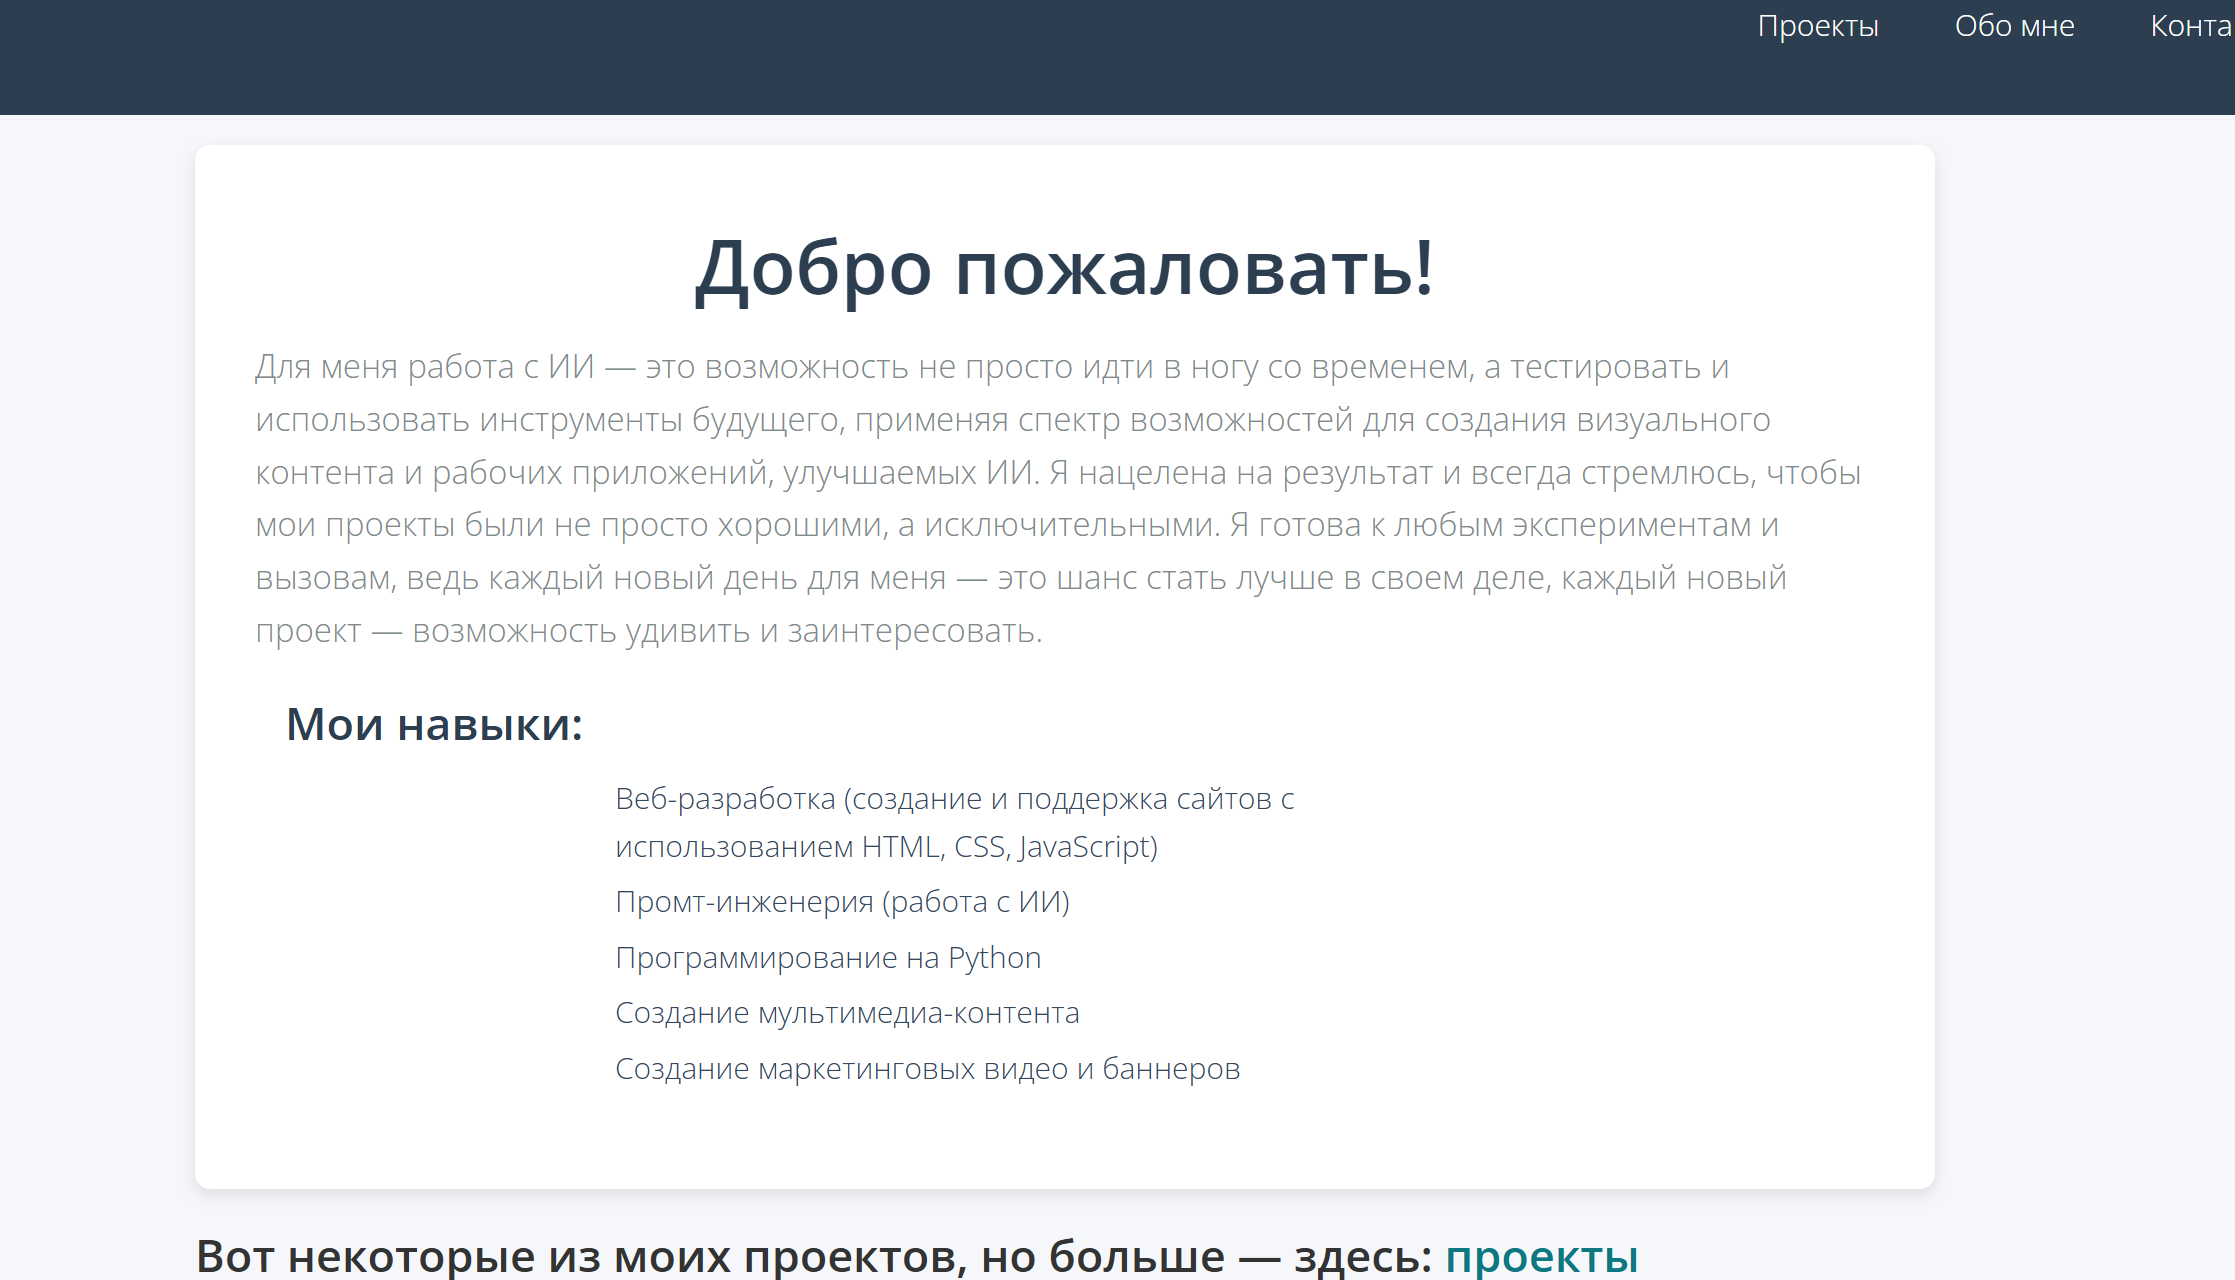 Проекты Обо мне Конта
Добро пожаловать!
Для меня работа с ИИ — это возможность не просто идти в ногу со временем, а тестировать и
использовать инструменты будущего, применяя спектр возможностей для создания визуального
контента и рабочих приложений, улучшаемых ИИ. Я нацелена на результат и всегда стремлюсь, чтобы
мои проекты были не просто хорошими, а исключительными. Я готова к любым экспериментам и
вызовам, ведь каждый новый день для меня — это шанс стать лучше в своем деле, каждый новый
проект — возможность удивить и заинтересовать.
Мои навыки:
Веб-разработка (создание и поддержка сайтов с
использованием HTML, CSS, JavaScript)
Промт-инженерия (работа с ИИ)
Программирование на Python
Создание мультимедиа-контента
Создание маркетинговых видео и баннеров
Вот некоторые из моих проектов, но больше — здесь: проекты